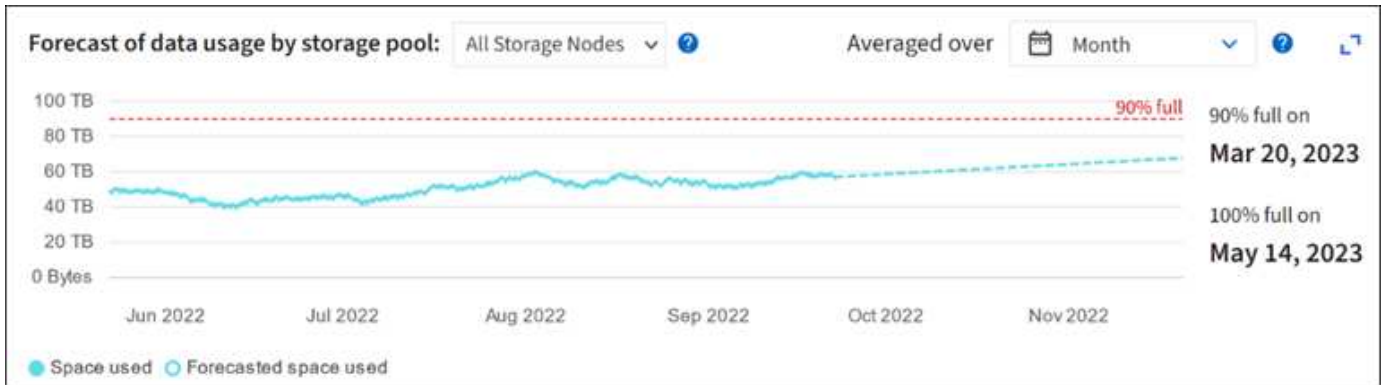 Forecast of data usage by storage pool: All Storage Nodes ? Averaged over Month ?
100 TB
90% full
90% full on
80 TB
Mar 20, 2023
60 TB
40 TB
100% full on
20 TB
May 14, 2023
0 Bytes
Jun 2022 Jul 2022 Aug 2022 Sep 2022 Oct 2022 Nov 2022
Space used Forecasted space used